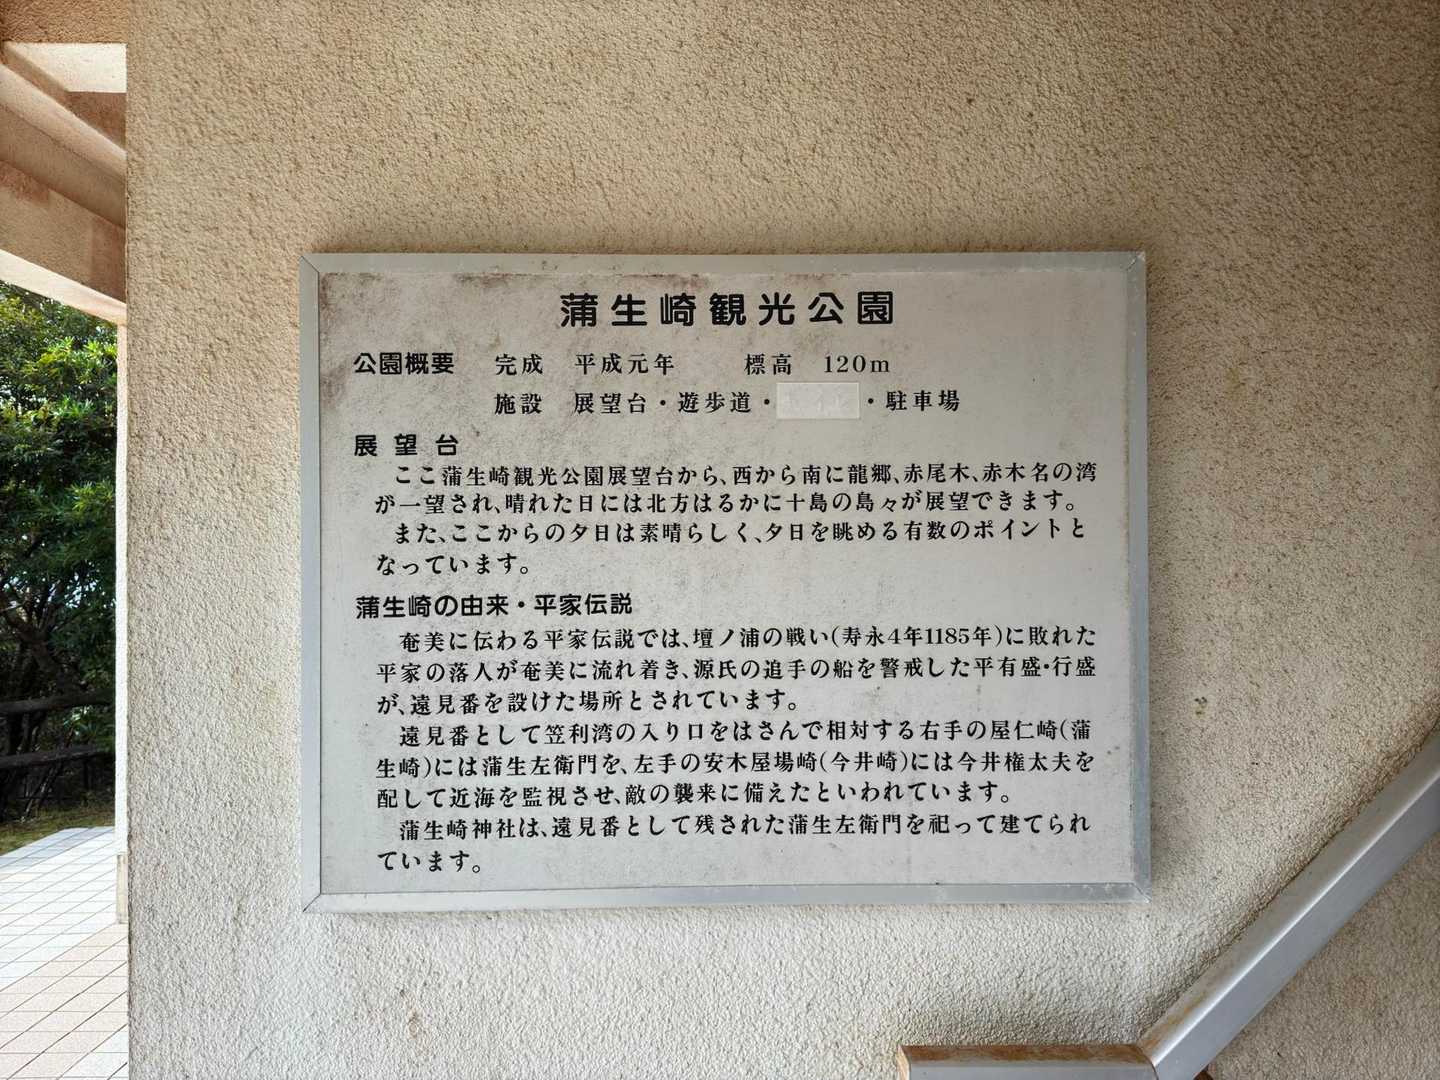 蒲生崎観光公園
公園概要 完成 平成元年 標高 120m
施設 展望台・遊歩道・ ・駐車場
展望台
ここ蒲生崎観光公園展望台から、西から南に龍郷、赤尾木、赤木名の湾
が一望され、晴れた日には北方はるかに十島の島々が展望できます。
また、ここからの夕日は素晴らしく、夕日を眺める有数のポイントと
なっています。
蒲生崎の由来・平家伝説
奄美に伝わる平家伝説では、壇ノ浦の戦い(寿永4年1185年)に敗れた
平家の落人が奄美に流れ着き、源氏の追手の船を警戒した平有盛・行盛
が、遠見番を設けた場所とされています。
遠見番として笠利湾の入り口をはさんで相対する右手の屋仁崎(蒲
生崎)には蒲生左衛門を、左手の安木屋場崎(今井崎)には今井権太夫を
配して近海を監視させ、敵の襲来に備えたといわれています。
蒲生崎神社は、遠見番として残された蒲生左衛門を祀って建てられ
ています。